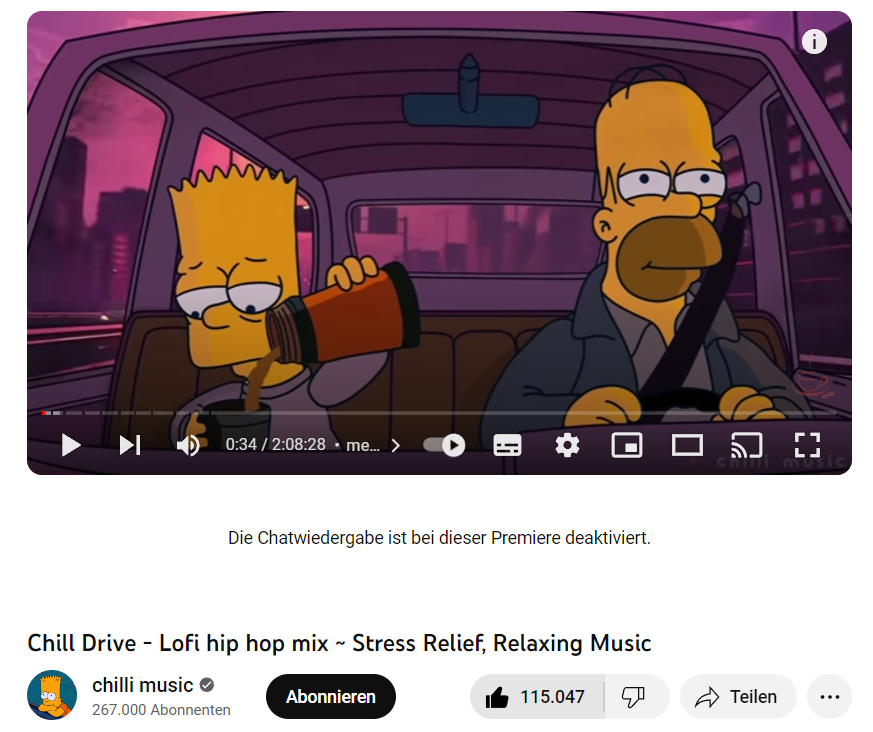 0:34 / 2:08:28 • me...
chilli music
Die Chatwiedergabe ist bei dieser Premiere deaktiviert.
Chill Drive - Lofi hip hop mix ~ Stress Relief, Relaxing Music
chilli music
267.000 Abonnenten
Abonnieren
115.047
Teilen